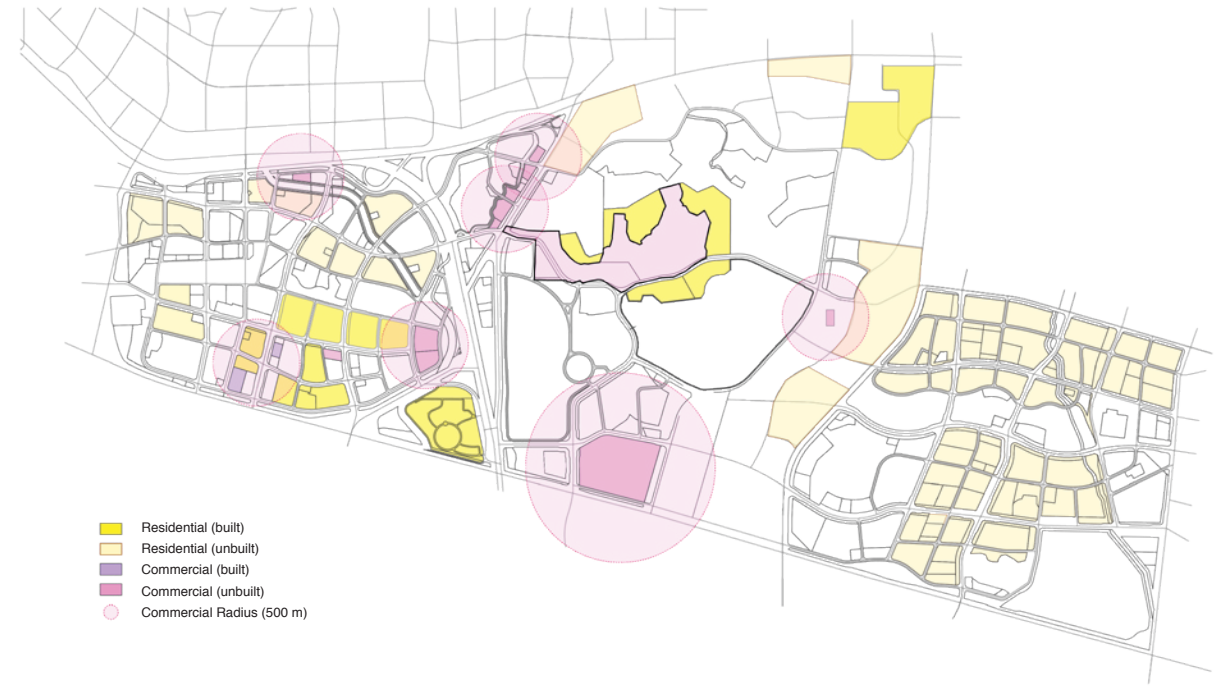 Residential (built)
Residential (unbuilt)
Commercial (built)
Commercial (unbuilt)
Commercial Radius (500 m)